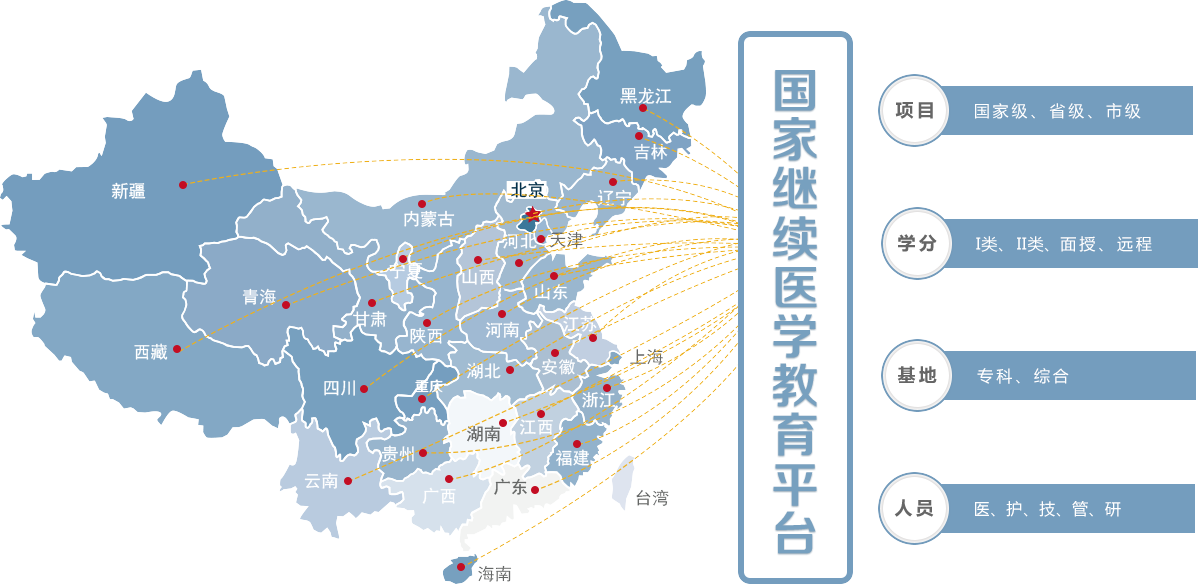 黑龙江
吉林
新疆
北京
辽宁
内蒙古
河北
天津
宁夏
山西
青海
山东
甘肃
陕西
河南
江苏
西藏
上海
安徽
湖北
四川
重庆
浙江
湖南
江西
贵州
福建
云南
广西
广东
台湾
海南
国家继续医学教育平台
项目
国家级、省级、市级
学分
I类、II类、面授、远程
基地
专科、综合
人员
医、护、技、管、研